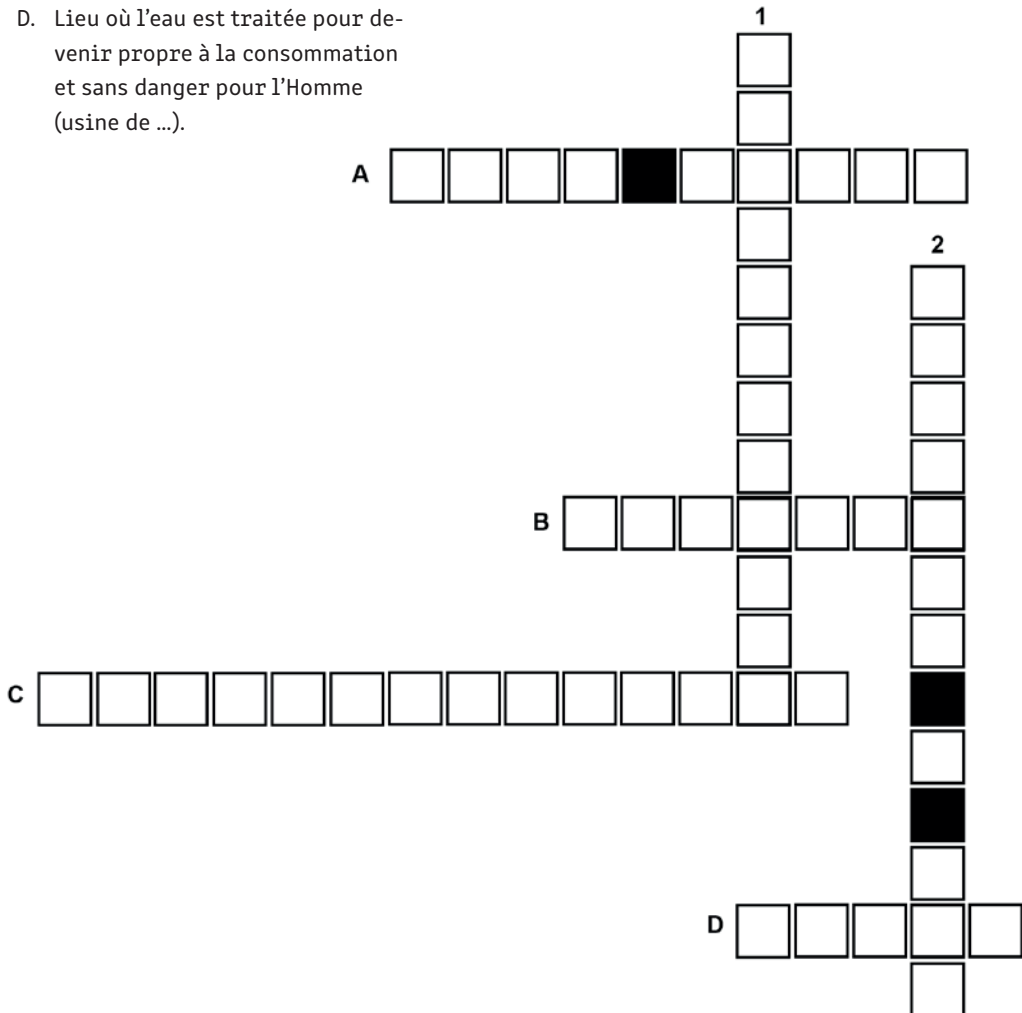 D. Lieu où l’eau est traitée pour de-
venir propre à la consommation
et sans danger pour l’Homme
(usine de ...).
1
A
2
B
C
D